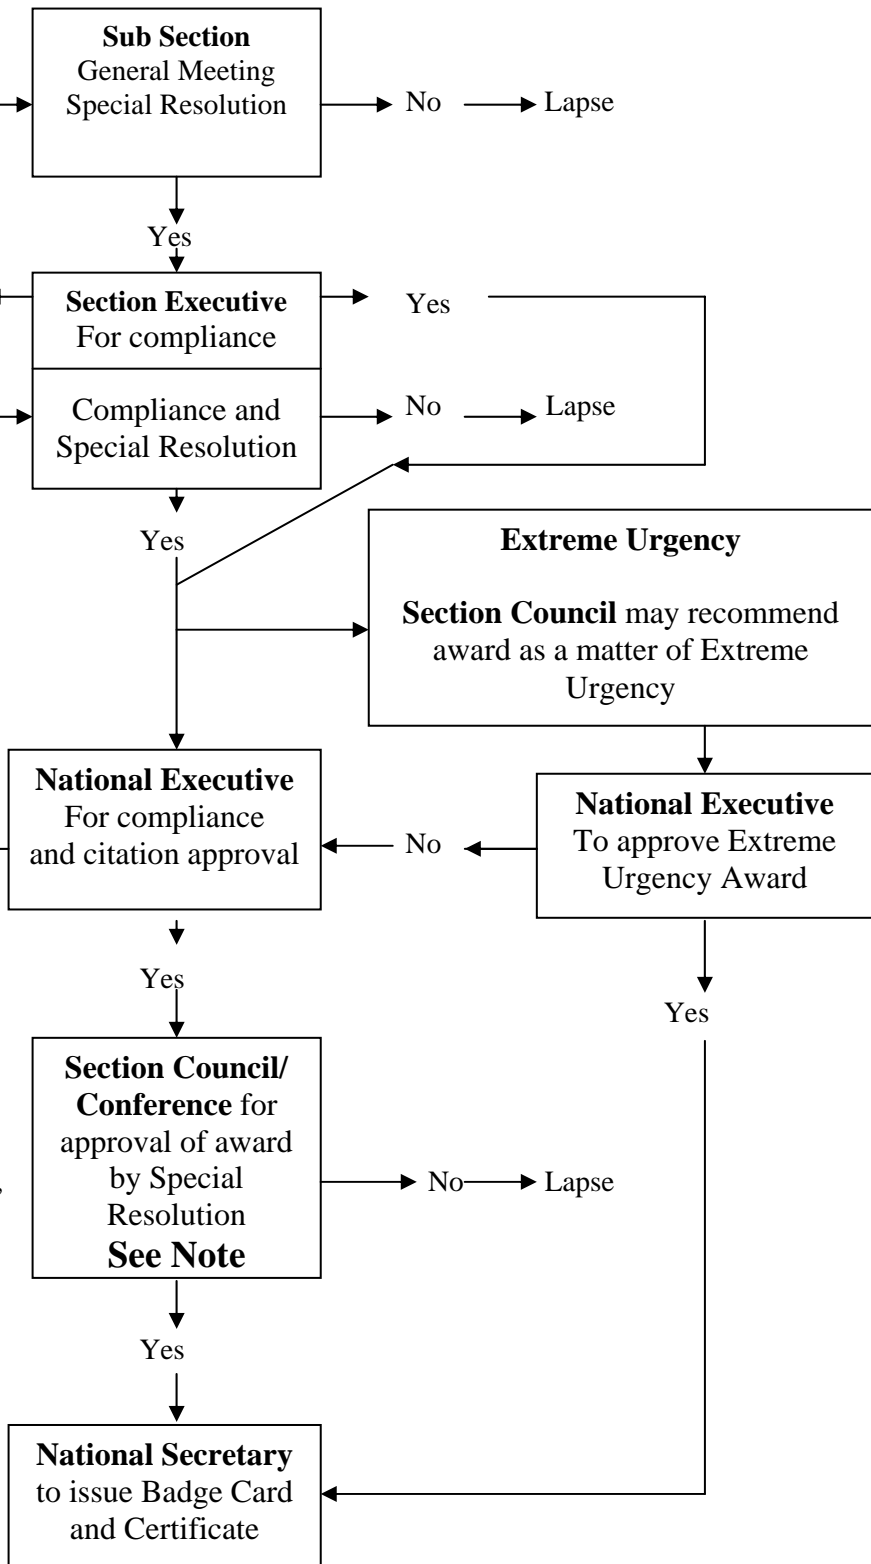 Sub Section
General Meeting
Special Resolution
No
Lapse
Yes
Section Executive
For compliance
Yes
Compliance and
Special Resolution
No
Lapse
Yes
Extreme Urgency
Section Council may recommend
award as a matter of Extreme
Urgency
National Executive
For compliance
and citation approval
No
National Executive
To approve Extreme
Urgency Award
Yes
Yes
Section Council/
Conference for
approval of award
by Special
Resolution
See Note
No
Lapse
Yes
National Secretary
to issue Badge Card
and Certificate